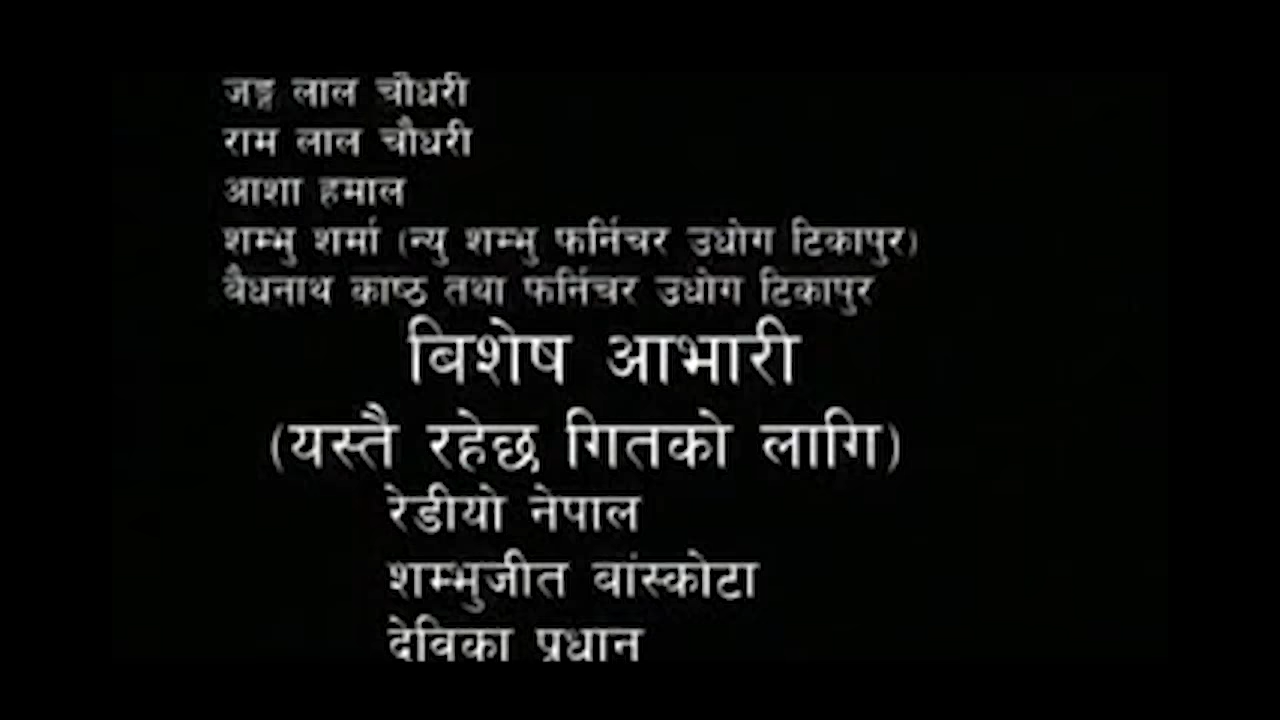 जङ्ग लाल चौधरी
राम लाल चौधरी
आशा हमाल
शम्भु शर्मा (न्यु शम्भु फर्निचर उधोग टिकापुर)
बैधनाथ काष्ठ तथा फर्निचर उधोग टिकापुर
बिशेष आभारी
(यस्तै रहेछ गितको लागि)
रेडीयो नेपाल
शम्भुजीत बांस्कोटा
देविका प्रधान